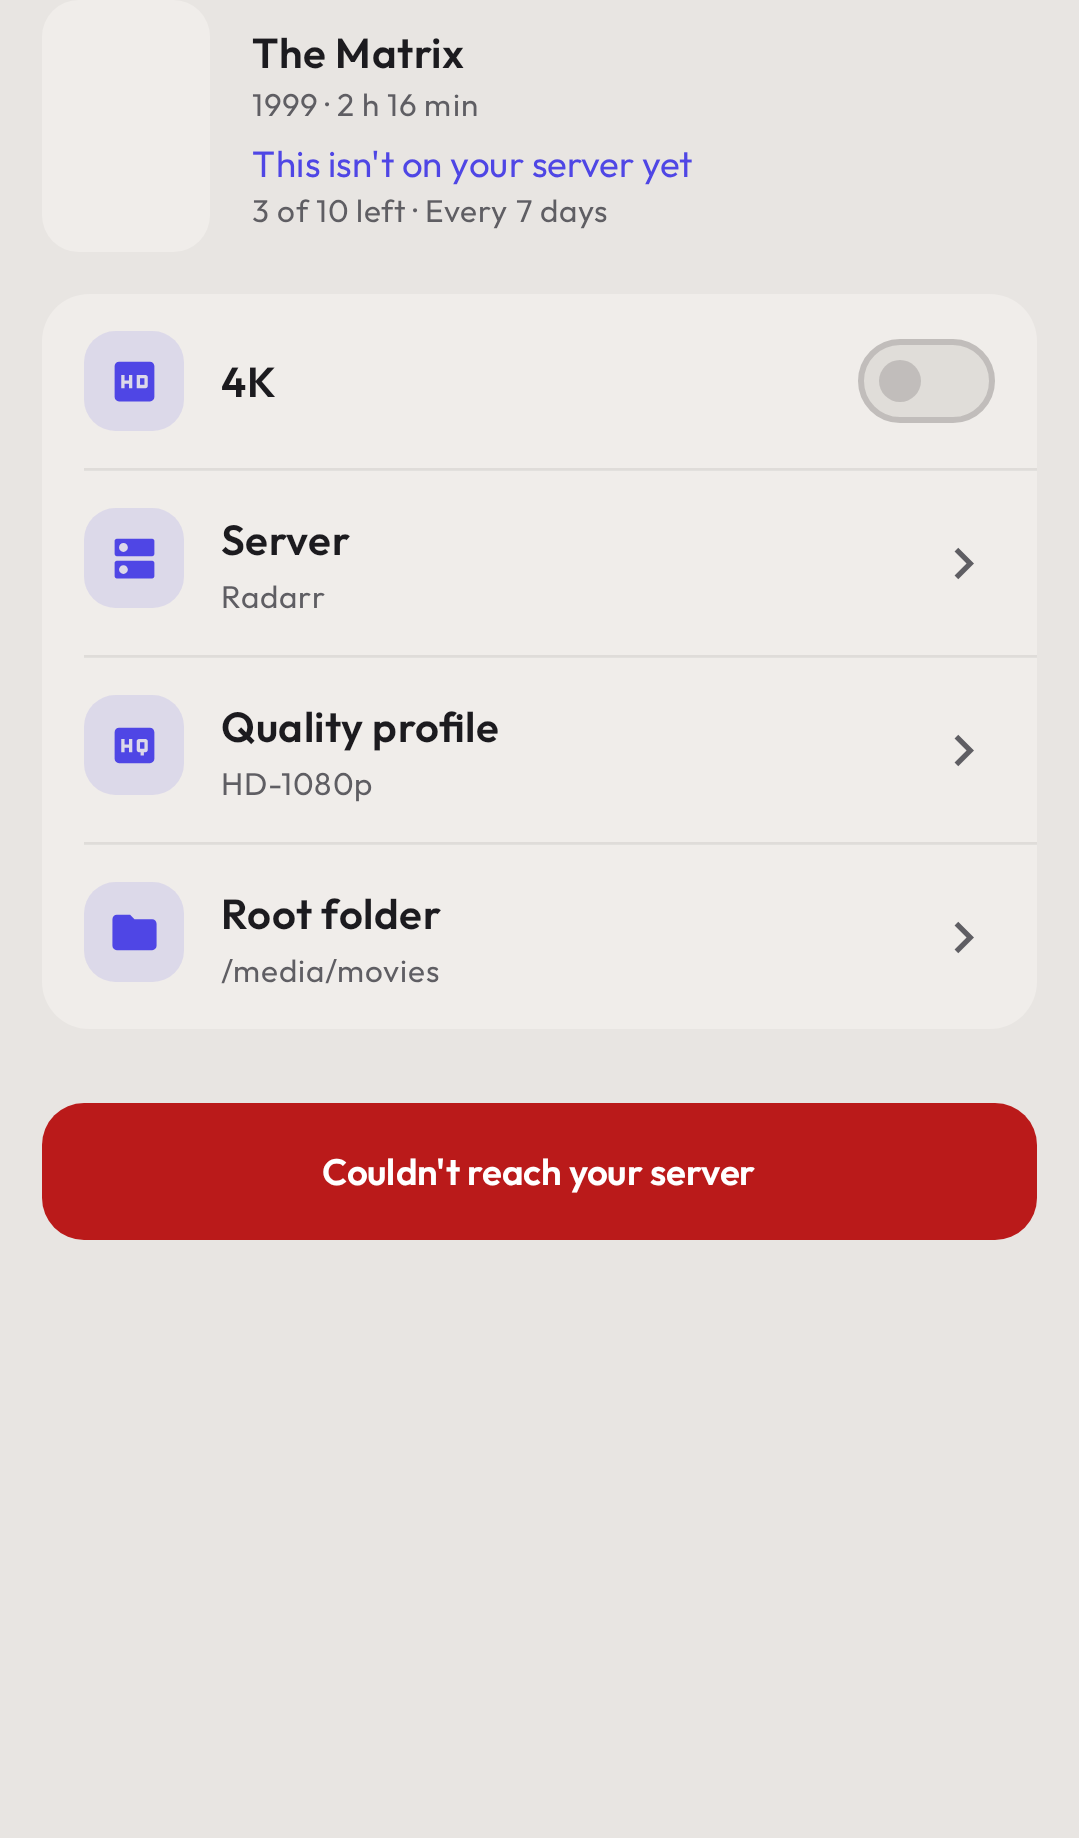 The Matrix
1999 · 2 h 16 min
This isn't on your server yet
3 of 10 left · Every 7 days
HD
4K
Server
Radarr
HQ
Quality profile
HD-1080p
Root folder
/media/movies
Couldn't reach your server